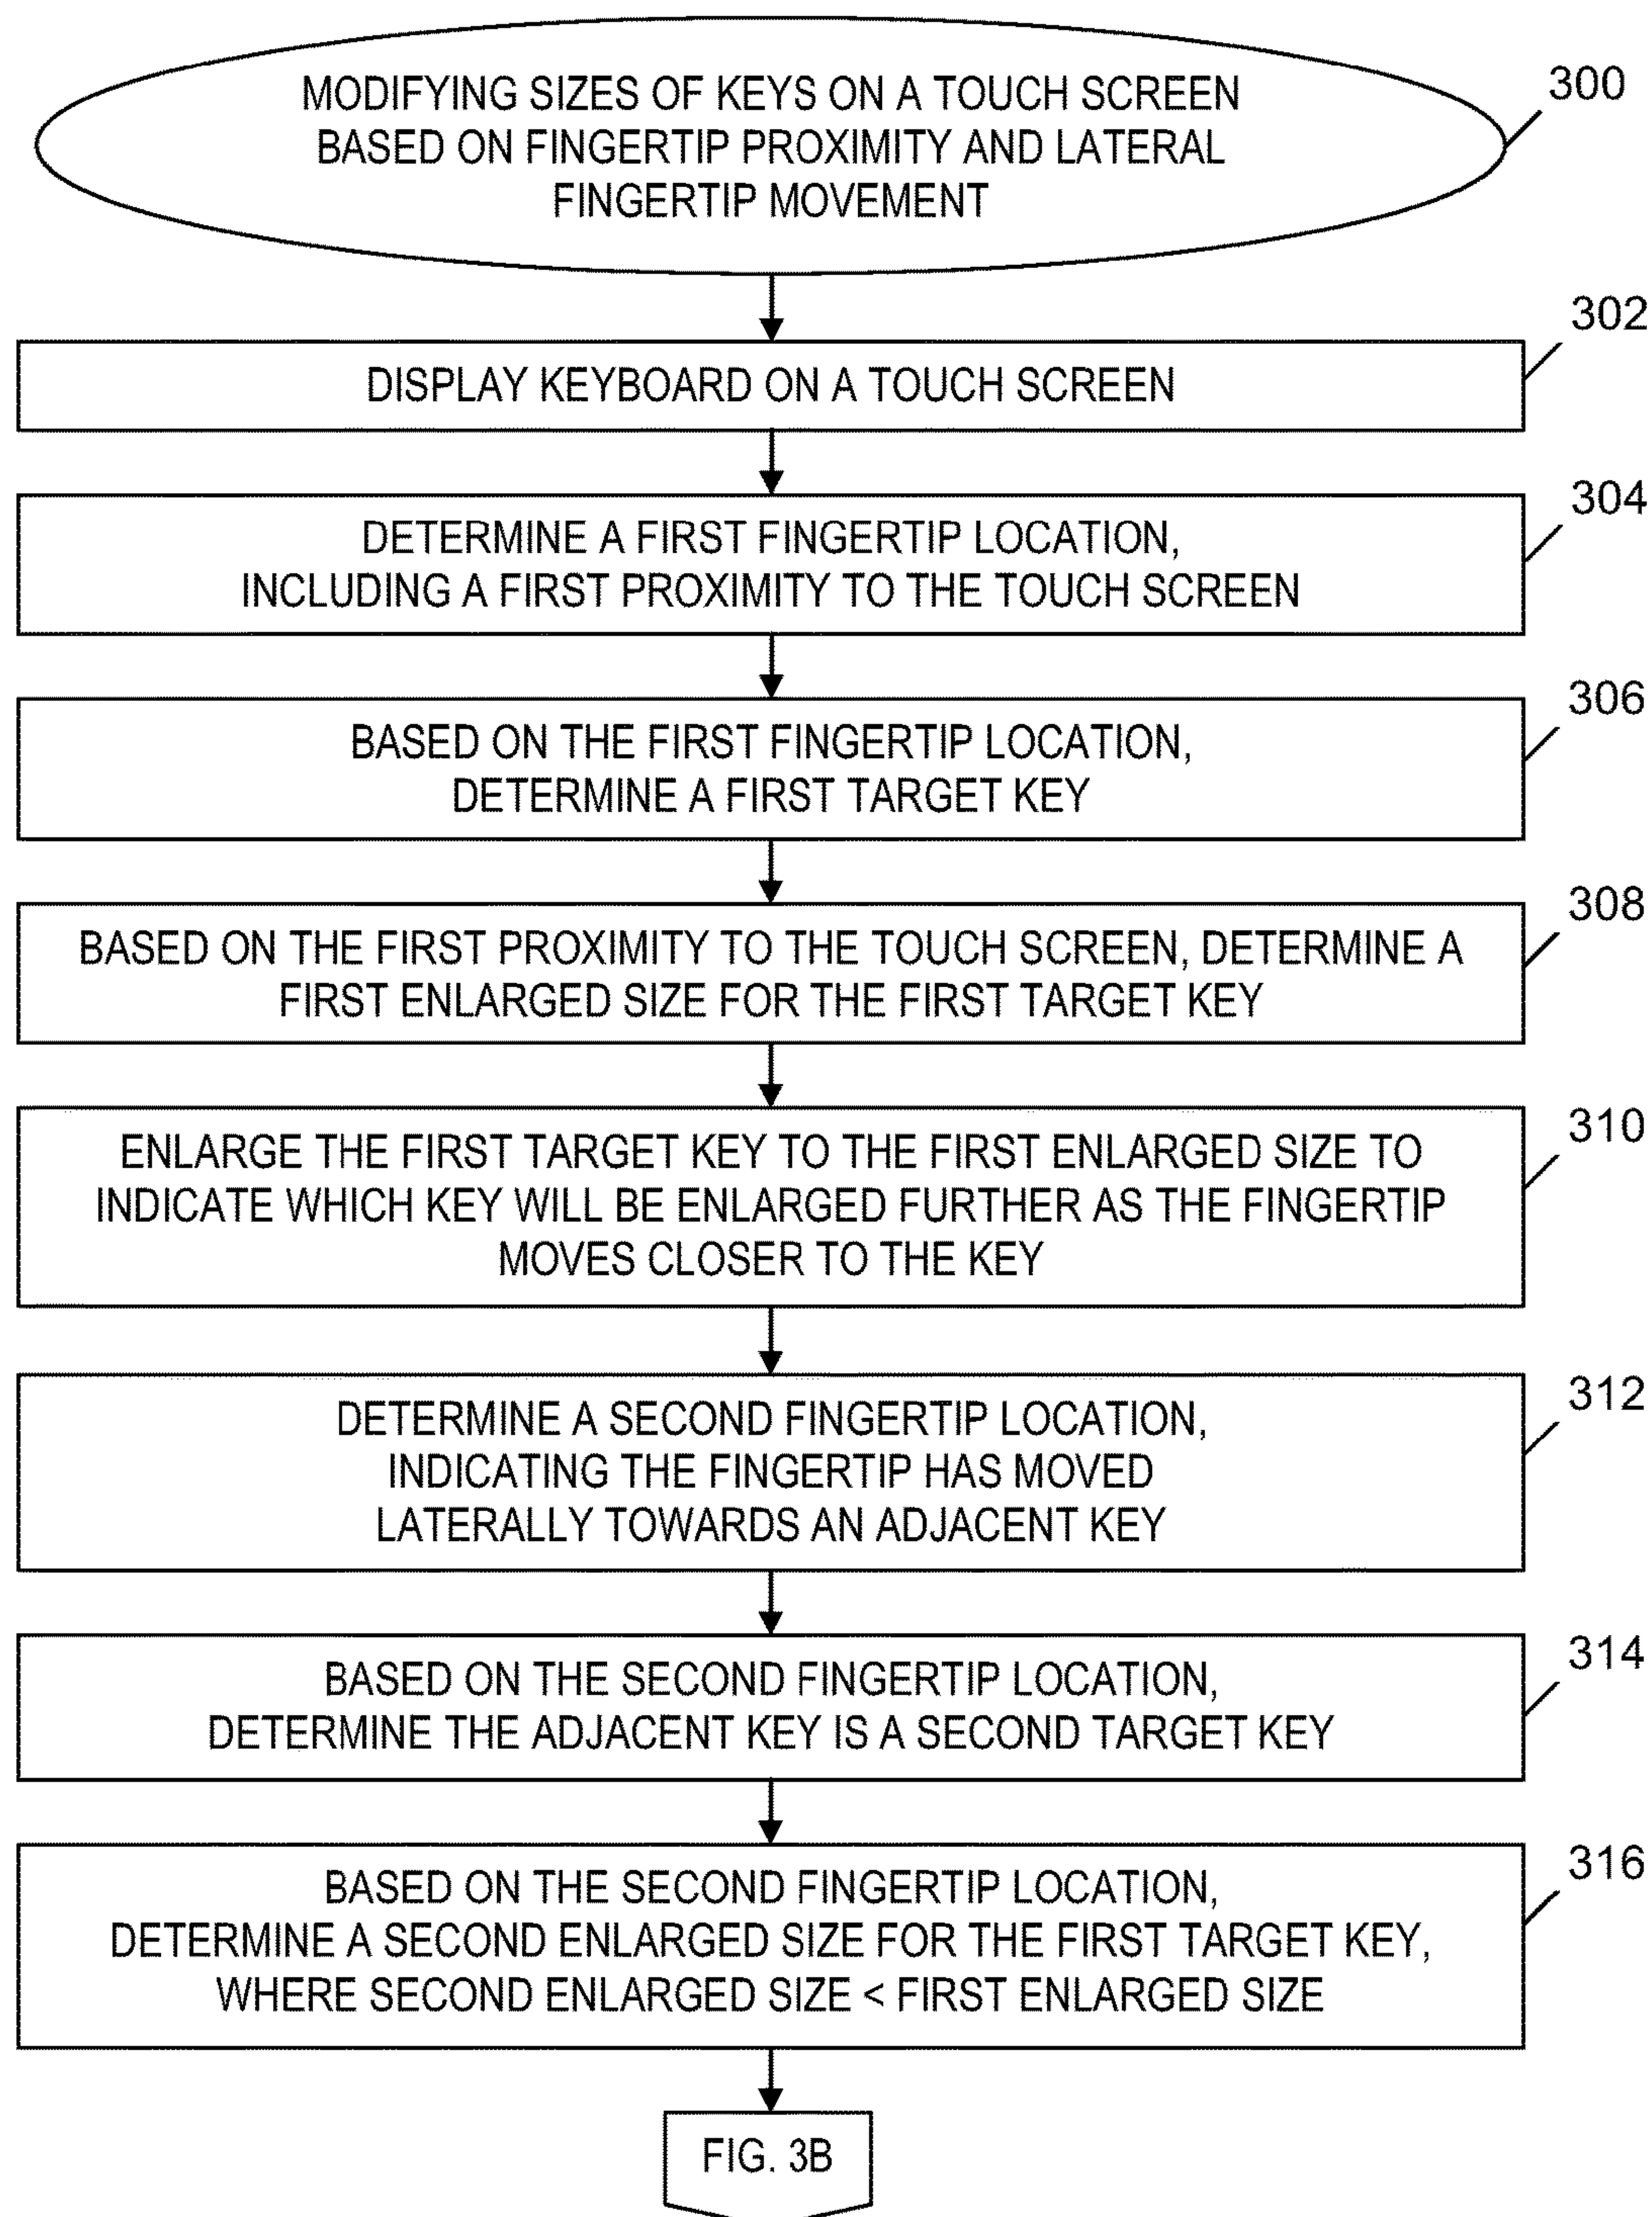 MODIFYING SIZES OF KEYS ON A TOUCH SCREEN
BASED ON FINGERTIP PROXIMITY AND LATERAL
FINGERTIP MOVEMENT
300
302
DISPLAY KEYBOARD ON A TOUCH SCREEN
304
DETERMINE A FIRST FINGERTIP LOCATION,
INCLUDING A FIRST PROXIMITY TO THE TOUCH SCREEN
306
BASED ON THE FIRST FINGERTIP LOCATION,
DETERMINE A FIRST TARGET KEY
308
BASED ON THE FIRST PROXIMITY TO THE TOUCH SCREEN, DETERMINE A
FIRST ENLARGED SIZE FOR THE FIRST TARGET KEY
310
ENLARGE THE FIRST TARGET KEY TO THE FIRST ENLARGED SIZE TO
INDICATE WHICH KEY WILL BE ENLARGED FURTHER AS THE FINGERTIP
MOVES CLOSER TO THE KEY
312
DETERMINE A SECOND FINGERTIP LOCATION,
INDICATING THE FINGERTIP HAS MOVED
LATERALLY TOWARDS AN ADJACENT KEY
314
BASED ON THE SECOND FINGERTIP LOCATION,
DETERMINE THE ADJACENT KEY IS A SECOND TARGET KEY
316
BASED ON THE SECOND FINGERTIP LOCATION,
DETERMINE A SECOND ENLARGED SIZE FOR THE FIRST TARGET KEY,
WHERE SECOND ENLARGED SIZE < FIRST ENLARGED SIZE
FIG. 3B